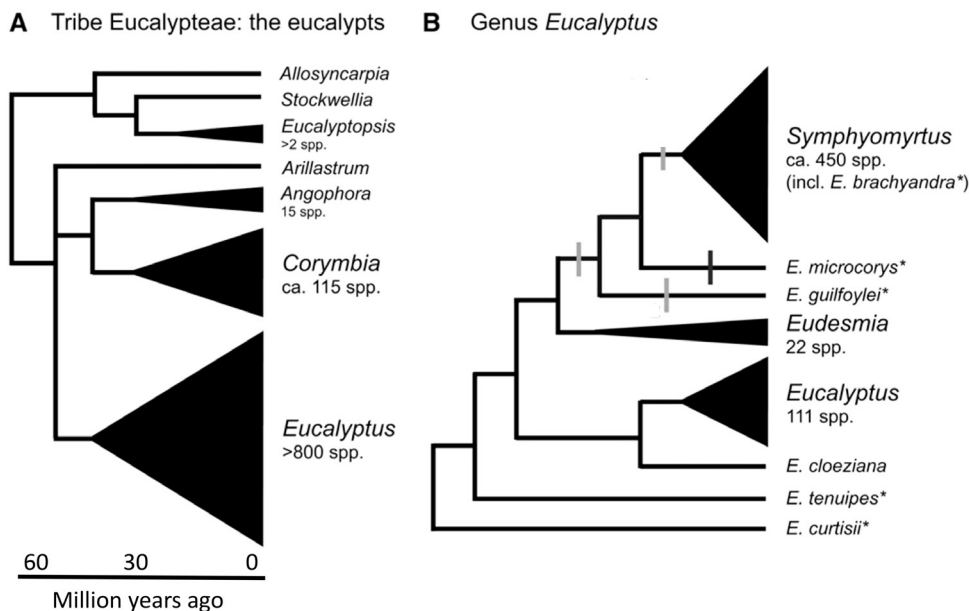 A Tribe Eucalypteae: the eucalypts
Allosyncarpia
Stockwellia
Eucalyptopsis
>2 spp.
Arillastrum
Angophora
15 spp.
Corymbia
ca. 115 spp.
Eucalyptus
>800 spp.
60 30 0
Million years ago
B Genus Eucalyptus
Symphyomyrtus
ca. 450 spp.
(incl. E. brachyandra*)
E. microcorys*
E. guilfoylei*
Eudesmia
22 spp.
Eucalyptus
111 spp.
E. cloeziana
E. tenuipes*
E. curtisii*